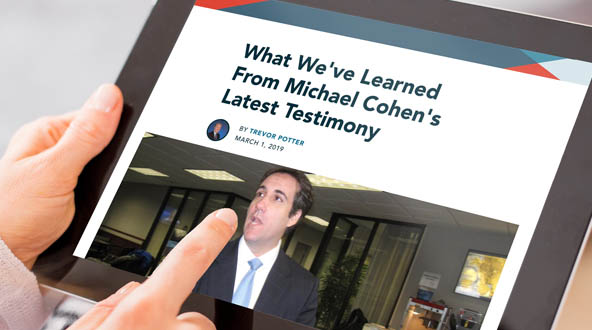 What We've Learned
From Michael Cohen's
Latest Testimony
BY TREVOR POTTER
MARCH 1, 2019